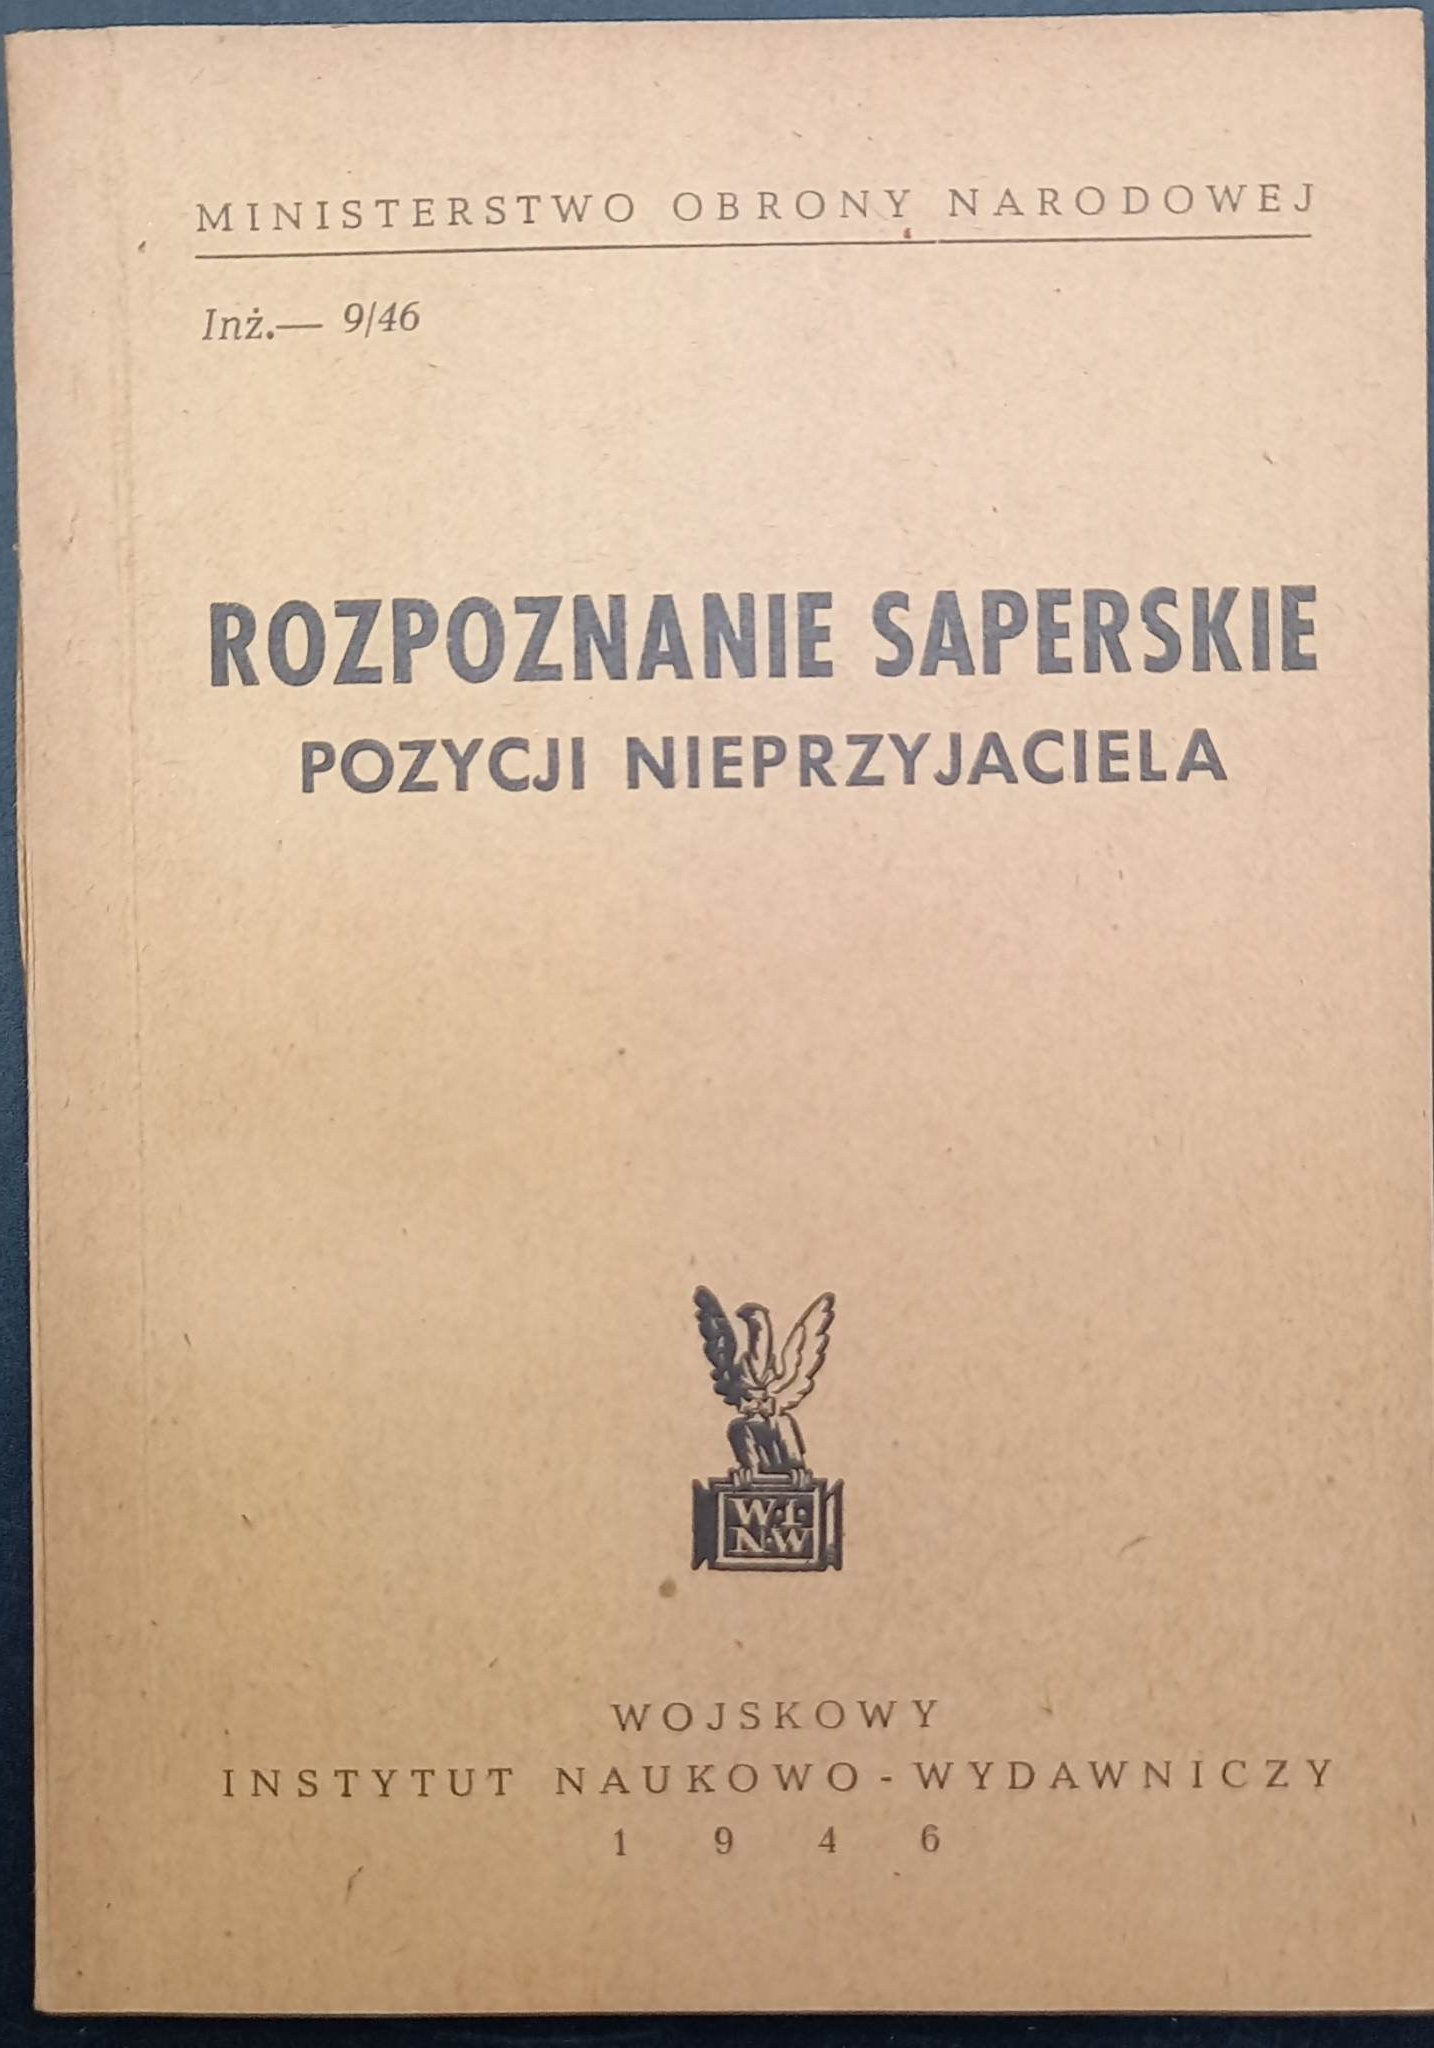 MINISTERSTWO OBRONY NARODOWEJ
Inż.— 9/46
ROZPOZNANIE SAPERSKIE
POZYCJI NIEPRZYJACIELA
W·I·
N·W
WOJSKOWY
INSTYTUT NAUKOWO-WYDAWNICZY
1946